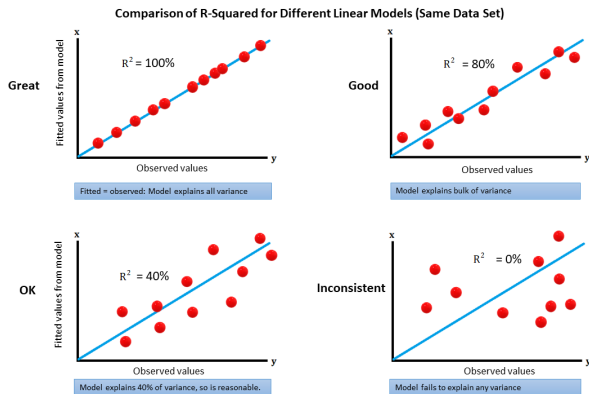 Comparison of R-Squared for Different Linear Models (Same Data Set)
x
Great
Fitted values from model
R² = 100%
y
Observed values
Fitted = observed: Model explains all variance
x
Good
R² = 80%
y
Observed values
Model explains bulk of variance
x
OK
Fitted values from model
R² = 40%
y
Observed values
Model explains 40% of variance, so is reasonable.
x
Inconsistent
R² = 0%
y
Observed values
Model fails to explain any variance